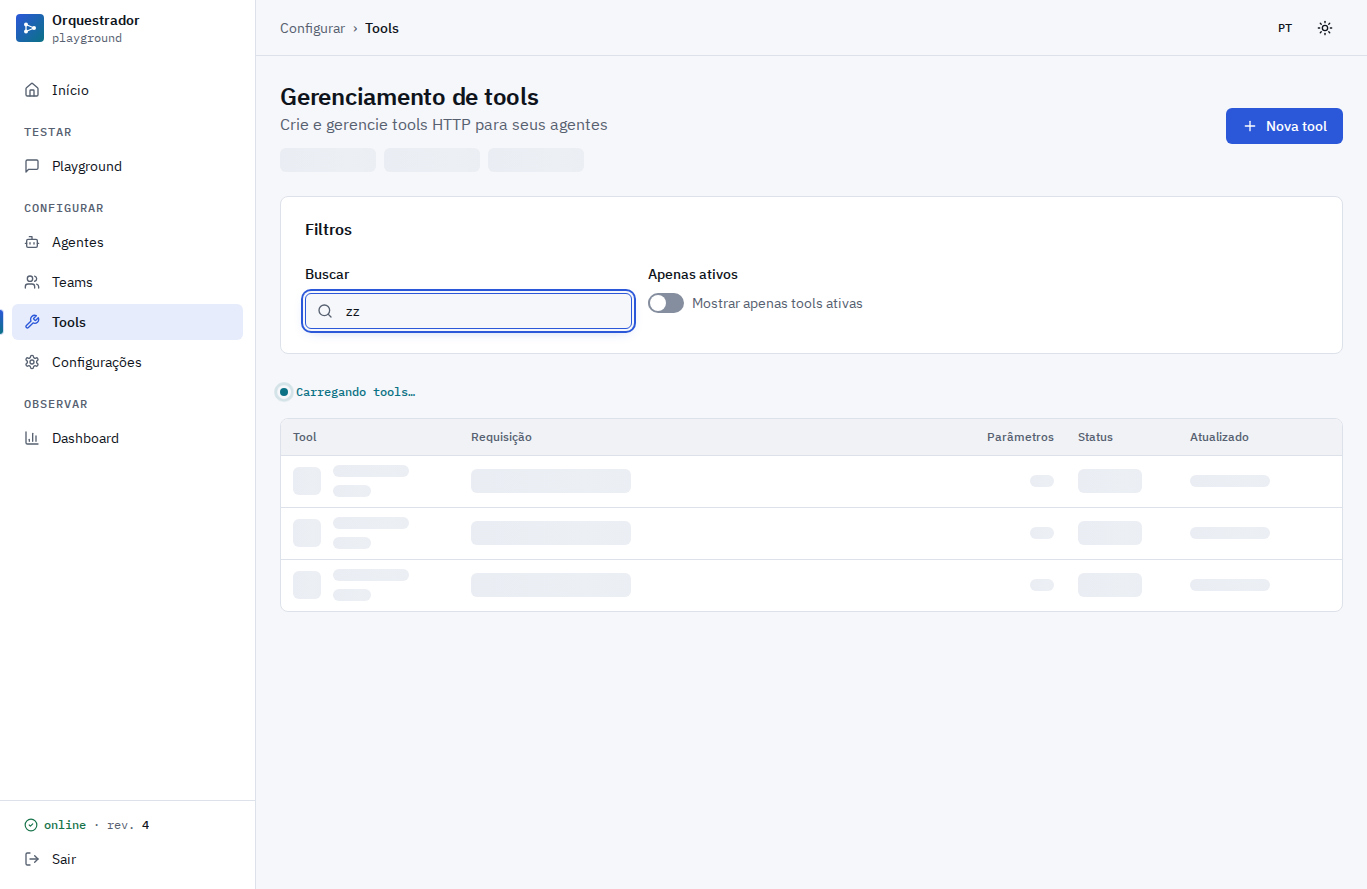 Orquestrador
playground
Início
TESTAR
Playground
CONFIGURAR
Agentes
Teams
Tools
Configurações
OBSERVAR
Dashboard
online · rev. 4
Sair
Configurar › Tools
PT
Gerenciamento de tools
Crie e gerencie tools HTTP para seus agentes
Nova tool
Filtros
Buscar
zz
Apenas ativos
Mostrar apenas tools ativas
Carregando tools…
Tool Requisição Parâmetros Status Atualizado